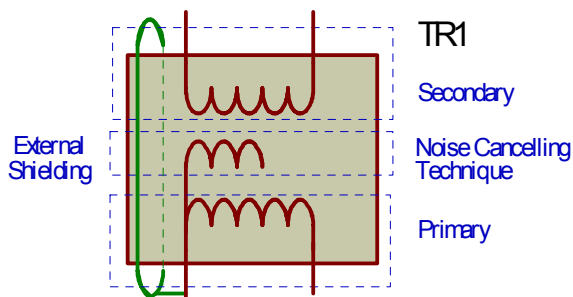 TR1
Secondary
External
Shielding
Noise Cancelling
Technique
Primary